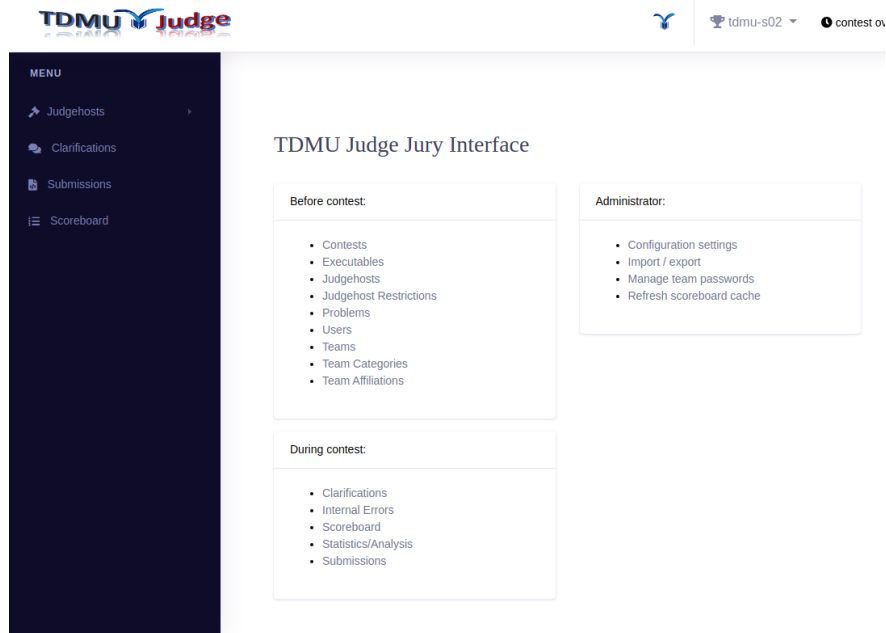 TDMU Judge
tdmu-s02
contest ov
MENU
Judgehosts
Clarifications
Submissions
Scoreboard
TDMU Judge Jury Interface
Before contest:
Contests
Executables
Judgehosts
Judgehost Restrictions
Problems
Users
Teams
Team Categories
Team Affiliations
During contest:
Clarifications
Internal Errors
Scoreboard
Statistics/Analysis
Submissions
Administrator:
Configuration settings
Import / export
Manage team passwords
Refresh scoreboard cache